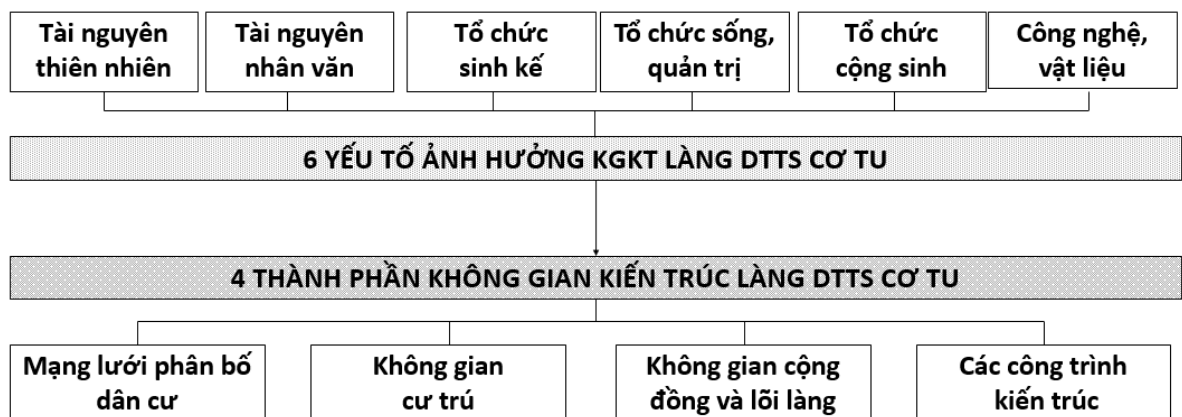 Tài nguyên
thiên nhiên
Tài nguyên
nhân văn
Tổ chức
sinh kế
Tổ chức sống,
quản trị
Tổ chức
cộng sinh
Công nghệ,
vật liệu
6 YẾU TỐ ẢNH HƯỞNG KGKT LÀNG DTTS CƠ TU
4 THÀNH PHẦN KHÔNG GIAN KIẾN TRÚC LÀNG DTTS CƠ TU
Mạng lưới phân bố
dân cư
Không gian
cư trú
Không gian cộng
đồng và lõi làng
Các công trình
kiến trúc